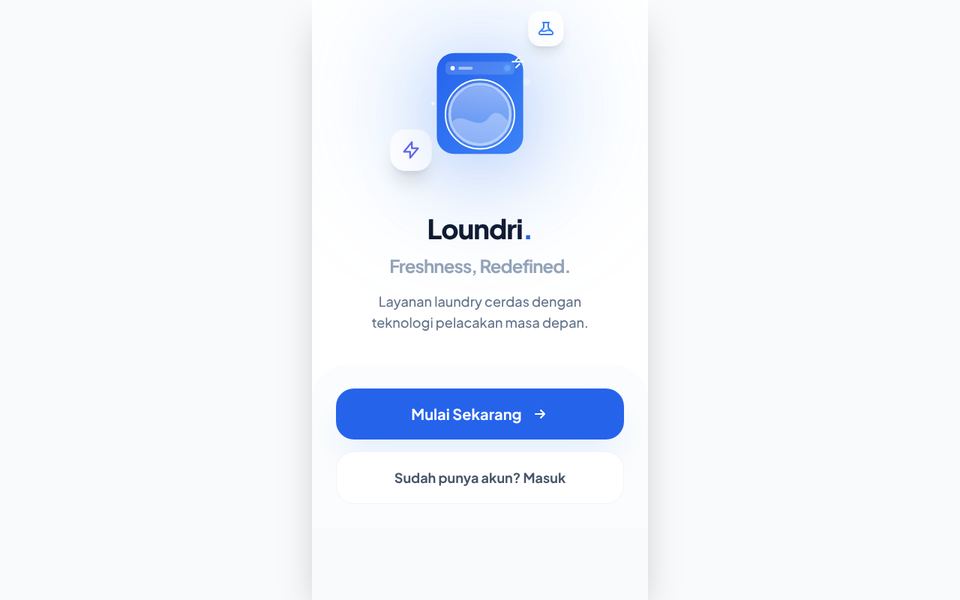 Loundri.
Freshness, Redefined.
Layanan laundry cerdas dengan
teknologi pelacakan masa depan.
Mulai Sekarang →
Sudah punya akun? Masuk